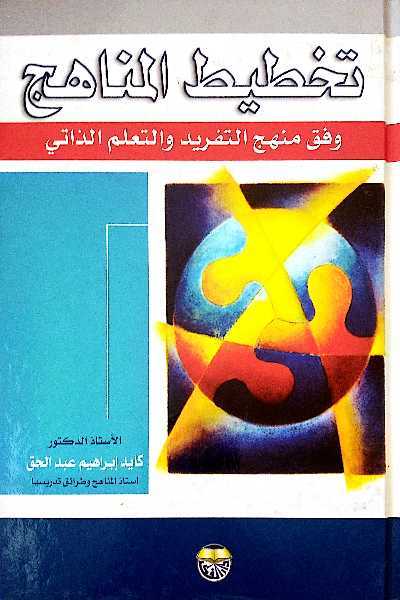 تخطيط المناهج
وفق منهج التفريد والتعلم الذاتي
الأستاذ الدكتور
كايد إبراهيم عبد الحق
أستاذ المناهج وطرائق تدريسها